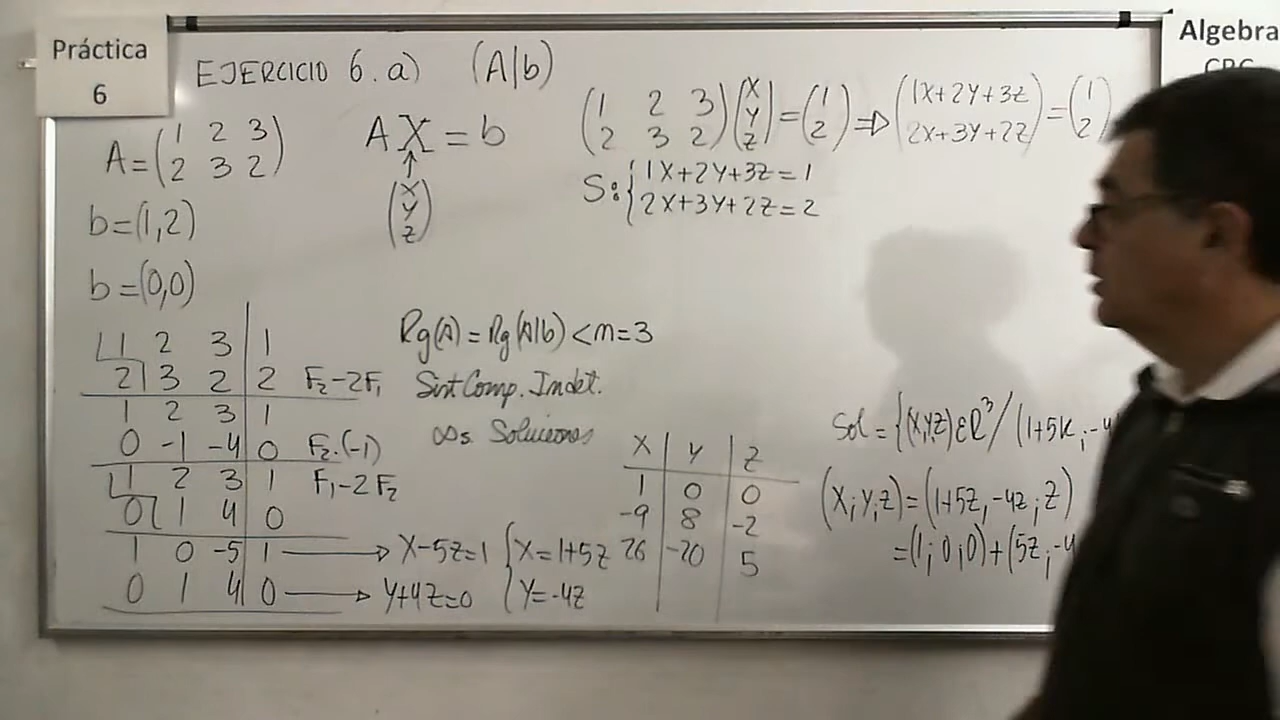 Práctica
6
Algebra
CBC
EJERCICIO 6.a) (A|b)
A=(1 2 3
2 3 2)
b=(1,2)
b=(0,0)
AX=b
↑
(x
y
z)
(1 2 3
2 3 2)(x
y
z)=(1
2)⇒(1x+2y+3z
2x+3y+2z)=(1
2)
S:{1x+2y+3z=1
2x+3y+2z=2
1 2 3 | 1
2 3 2 | 2 F₂-2F₁
1 2 3 | 1
0 -1 -4 | 0 F₂.(-1)
1 2 3 | 1 F₁-2F₂
0 1 4 | 0
1 0 -5 | 1 → x-5z=1 {x=1+5z
0 1 4 | 0 → y+4z=0 {y=-4z
Rg(A)=Rg(A|b)<n=3
Sist Comp. Indet.
∞s. Soluciones
x | y | z
1 | 0 | 0
-9 | 8 | -2
26 | -20 | 5
Sol={(x,y,z)∈R³/(1+5k,-4
(x;y;z)=(1+5z,-4z;z)
=(1;0;0)+(5z;-4